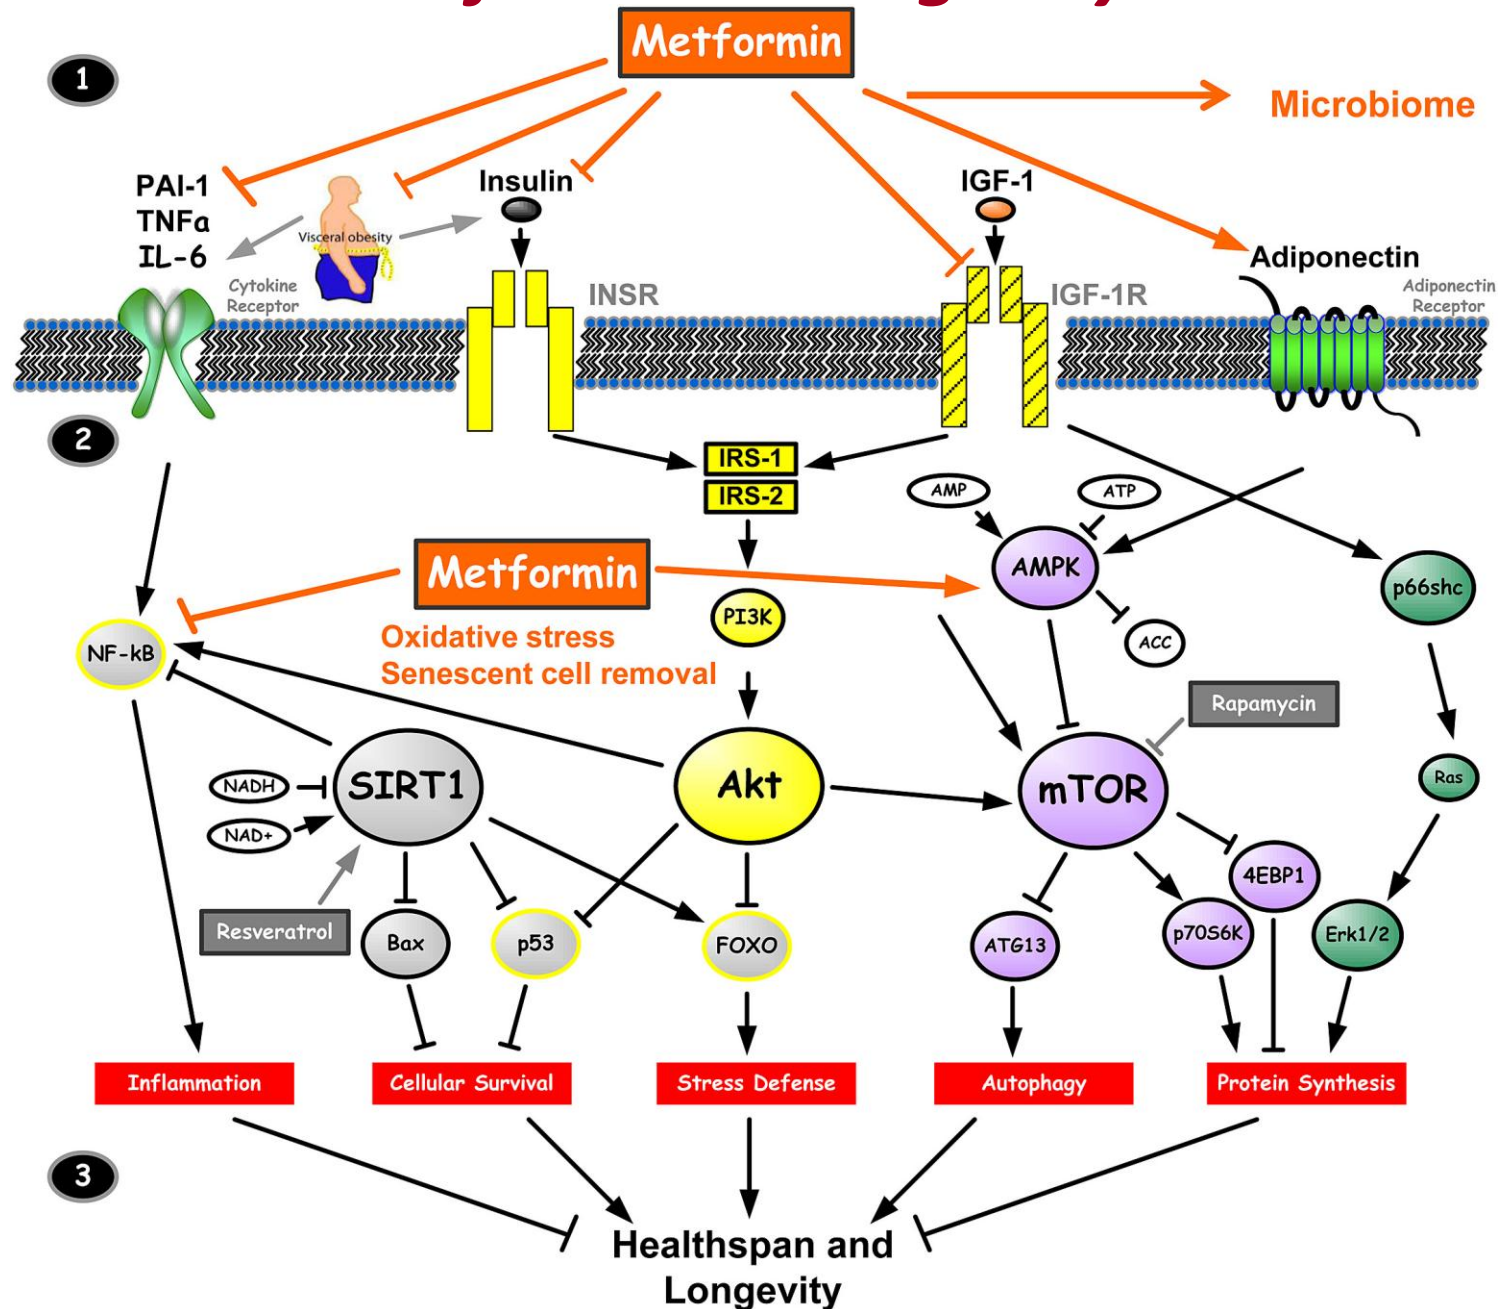 Metformin
1
Microbiome
PAI-1
TNFa
IL-6
Visceral obesity
Insulin
IGF-1
Adiponectin
Cytokine
Receptor
INSR
IGF-1R
Adiponectin
Receptor
2
IRS-1
IRS-2
AMP
ATP
Metformin
AMPK
p66shc
PI3K
Oxidative stress
Senescent cell removal
NF-kB
ACC
Rapamycin
SIRT1
Akt
mTOR
Ras
NADH
NAD+
4EBP1
Resveratrol
Bax
p53
FOXO
ATG13
p70S6K
Erk1/2
Inflammation
Cellular Survival
Stress Defense
Autophagy
Protein Synthesis
3
Healthspan and
Longevity